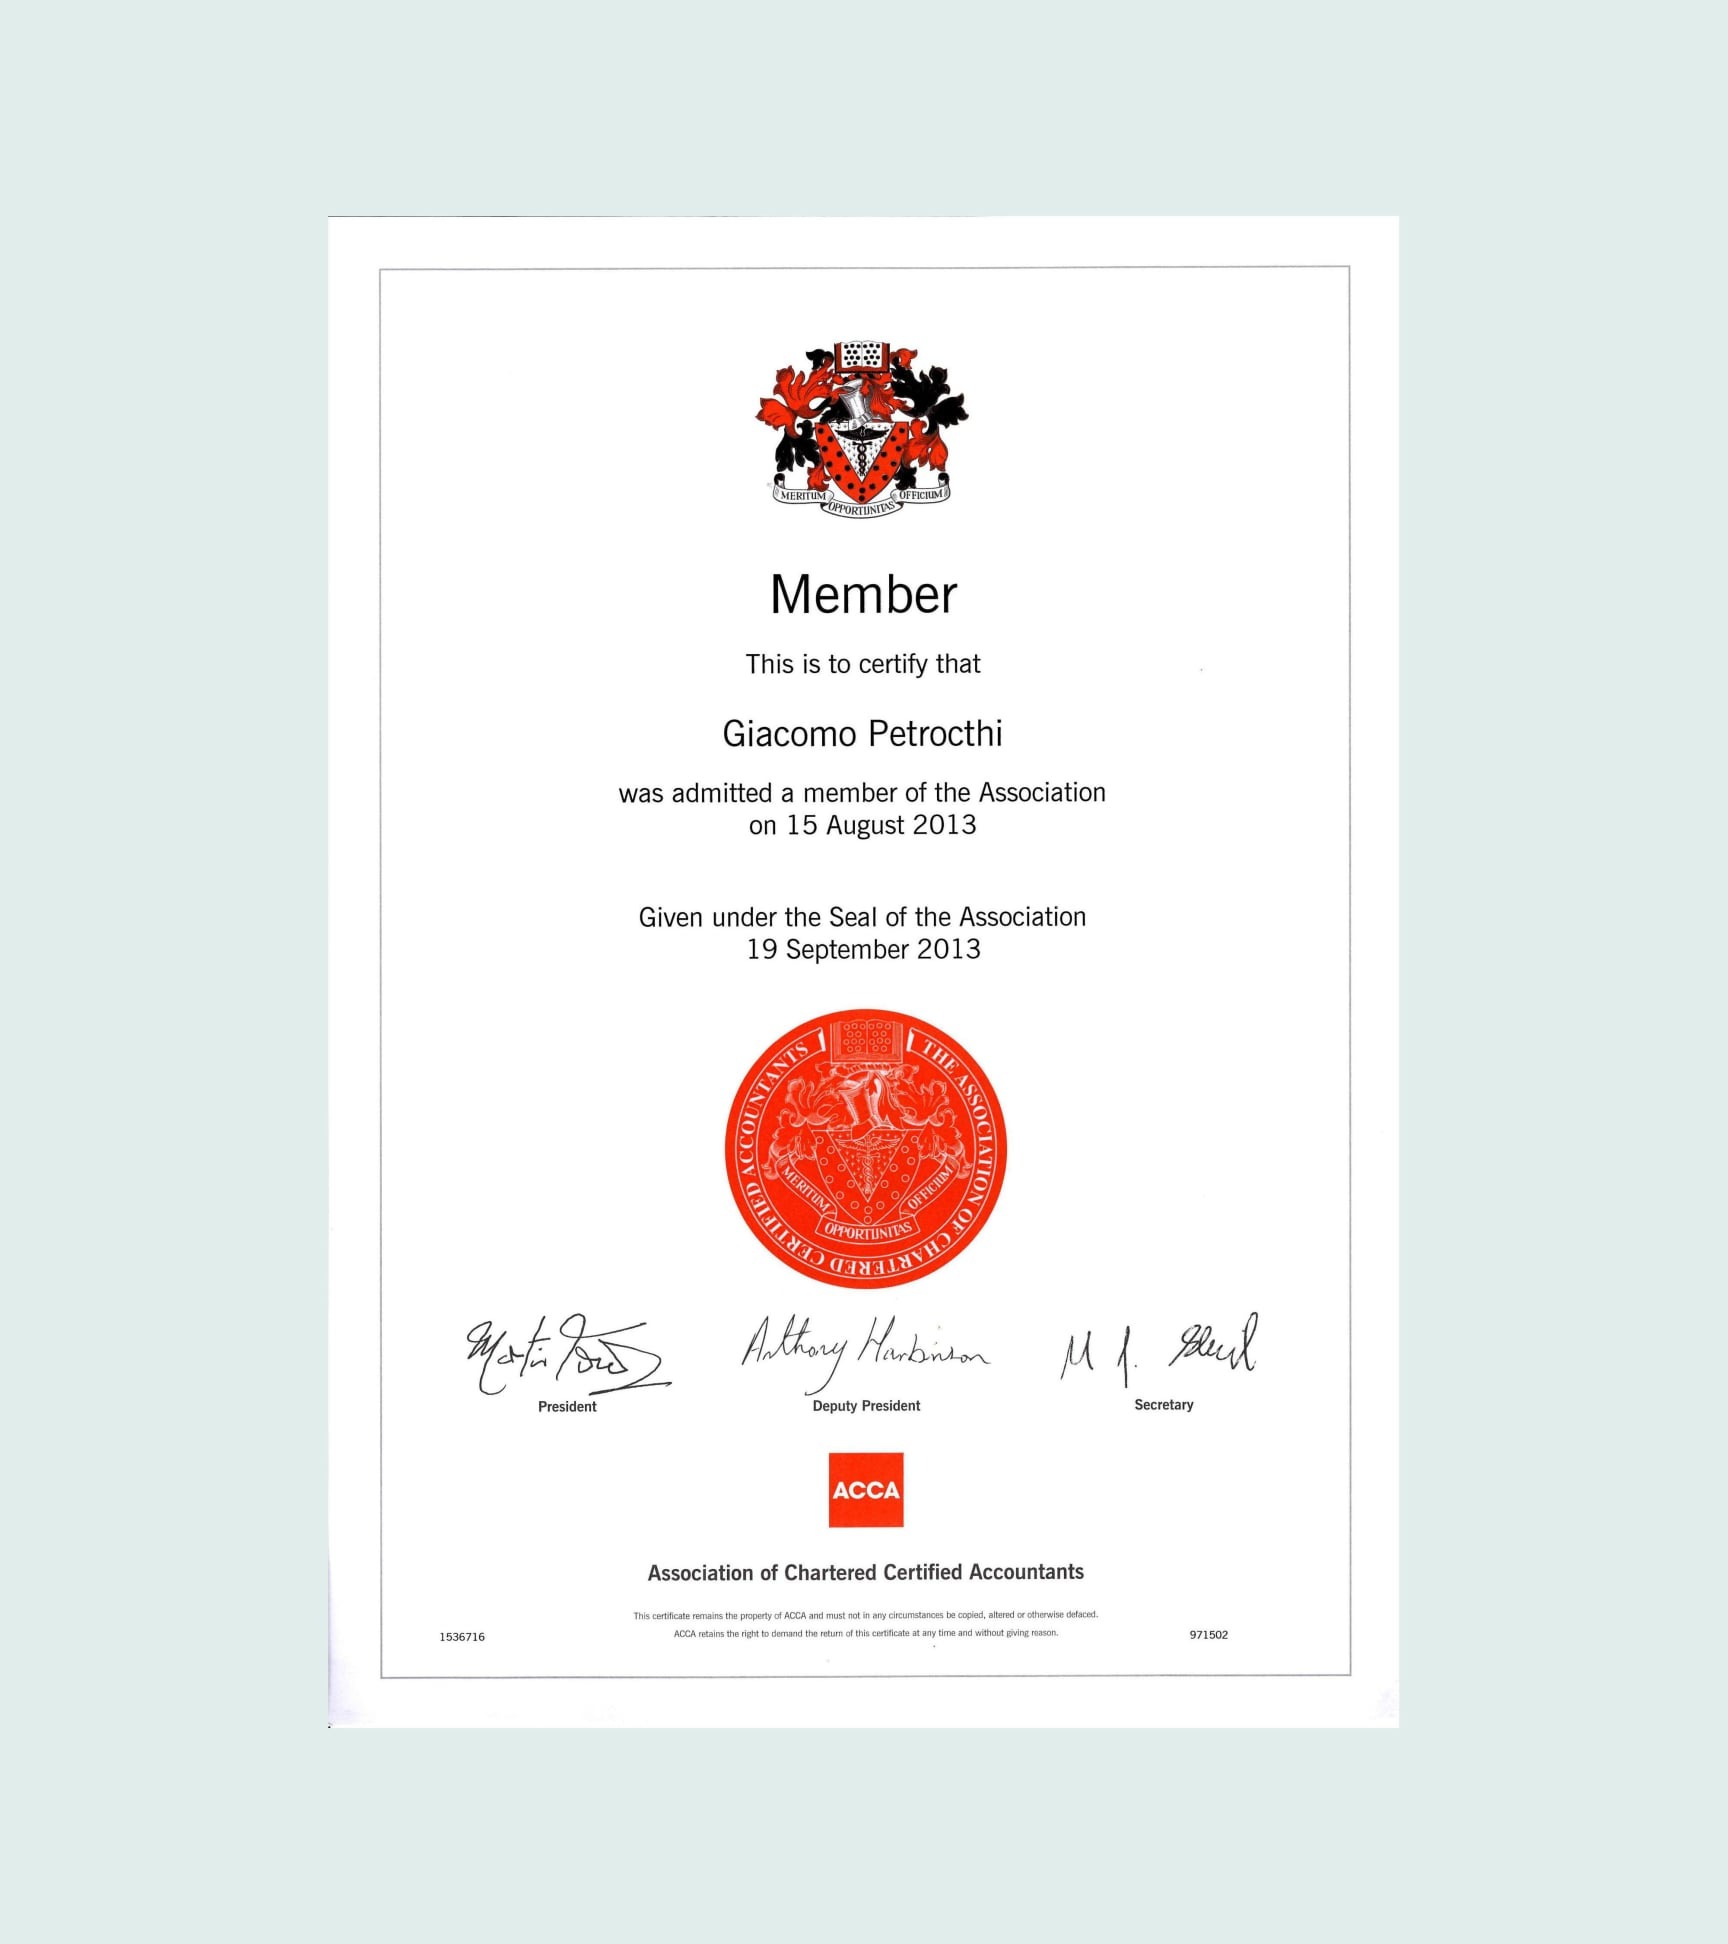 MERITUM OPPORTUNITAS OFFICIUM
Member
This is to certify that
Giacomo Petrocthi
was admitted a member of the Association
on 15 August 2013
Given under the Seal of the Association
19 September 2013
THE ASSOCIATION OF CHARTERED CERTIFIED ACCOUNTANTS
MERITUM OPPORTUNITAS OFFICIUM
Anthony Harbinson
President
Deputy President
Secretary
ACCA
Association of Chartered Certified Accountants
This certificate remains the property of ACCA and must not in any circumstances be copied, altered or otherwise defaced.
ACCA retains the right to demand the return of this certificate at any time and without giving reason.
1536716
971502